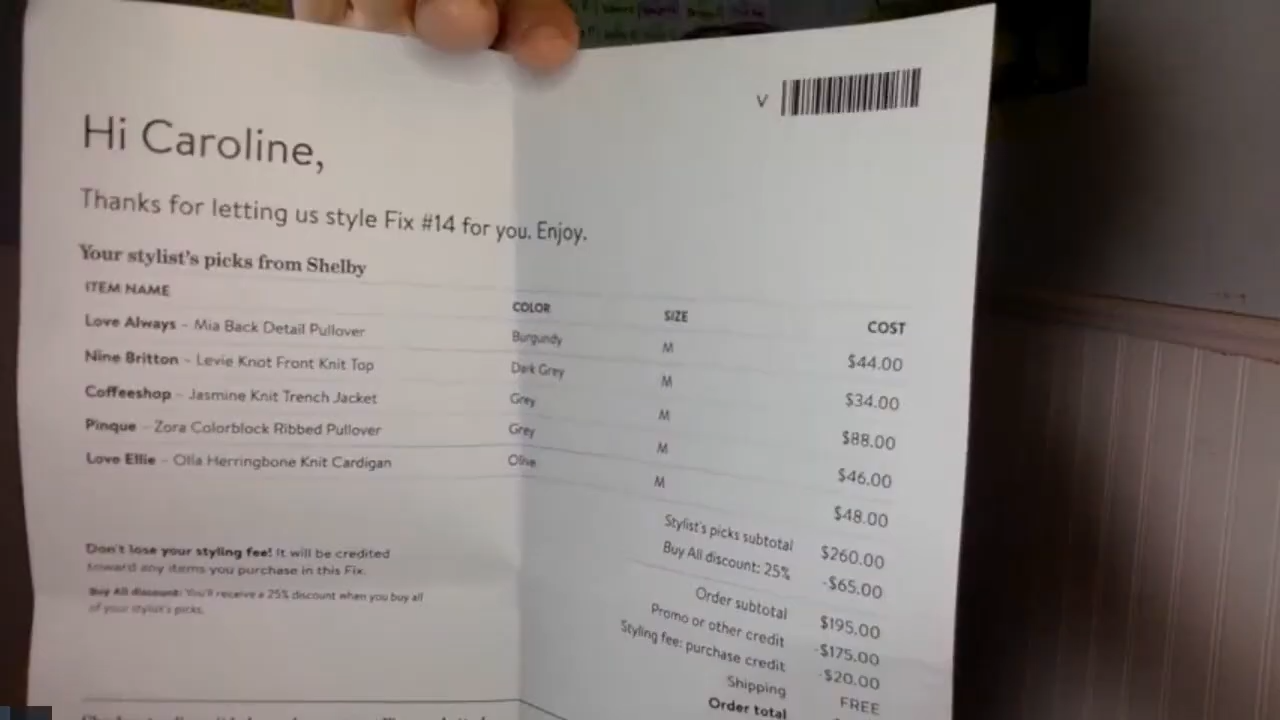 V
Hi Caroline,
Thanks for letting us style Fix #14 for you. Enjoy.
Your stylist's picks from Shelby
ITEM NAME COLOR SIZE COST
Love Always – Mia Back Detail Pullover Burgundy M $44.00
Nine Britton – Levie Knot Front Knit Top Dark Grey M $34.00
Coffeeshop – Jasmine Knit Trench Jacket Grey M $88.00
Pinque – Zora Colorblock Ribbed Pullover Grey M $46.00
Love Ellie – Olla Herringbone Knit Cardigan Olive M $48.00
Stylist's picks subtotal $260.00
Buy All discount: 25% -$65.00
Order subtotal $195.00
Promo or other credit -$175.00
Styling fee: purchase credit -$20.00
Shipping FREE
Order total
Don't lose your styling fee! It will be credited
toward any items you purchase in this Fix.
Buy All discount: You'll receive a 25% discount when you buy all
of your stylist's picks.